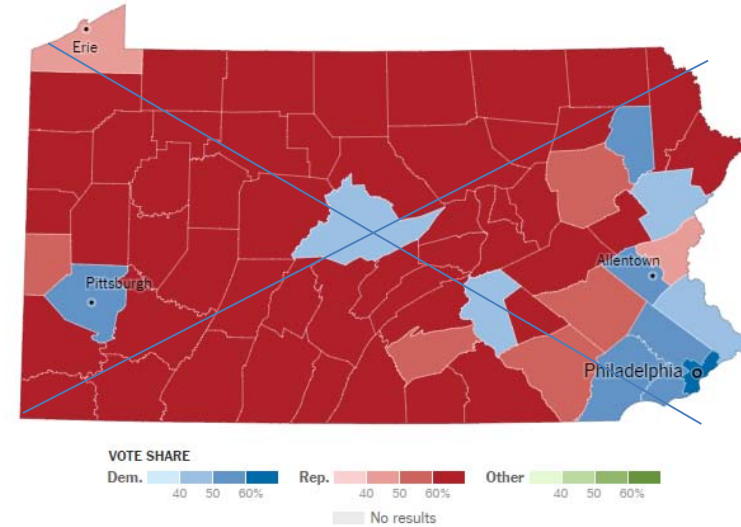 Erie
Pittsburgh
Allentown
Philadelphia
VOTE SHARE
Dem. Rep. Other
40 50 60% 40 50 60% 40 50 60%
No results